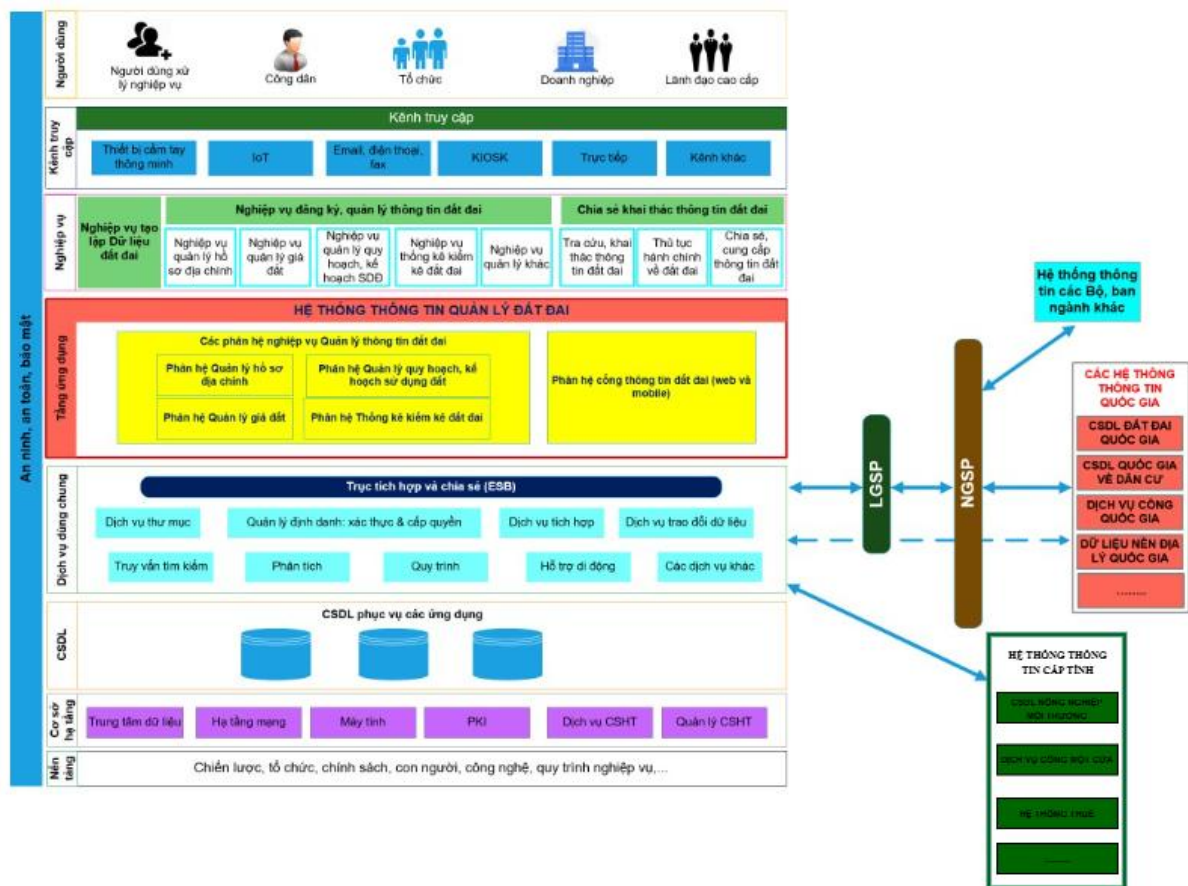 An ninh, an toàn, bảo mật
Người dùng
Người dùng xử
lý nghiệp vụ
Công dân
Tổ chức
Doanh nghiệp
Lãnh đạo cao cấp
Kênh truy
cập
Kênh truy cập
Thiết bị cầm tay
thông minh
IoT
Email, điện thoại,
fax
KIOSK
Trực tiếp
Kênh khác
Nghiệp vụ
Nghiệp vụ tạo
lập Dữ liệu
đất đai
Nghiệp vụ đăng ký, quản lý thông tin đất đai
Nghiệp vụ
quản lý hồ
sơ địa chính
Nghiệp vụ
quản lý giá
đất
Nghiệp vụ
quản lý quy
hoạch, kế
hoạch SDĐ
Nghiệp vụ
thống kê kiểm
kê đất đai
Nghiệp vụ
quản lý khác
Chia sẻ khai thác thông tin đất đai
Tra cứu, khai
thác thông
tin đất đai
Thủ tục
hành chính
về đất đai
Chia sẻ,
cung cấp
thông tin đất
đai
Tầng ứng dụng
HỆ THỐNG THÔNG TIN QUẢN LÝ ĐẤT ĐAI
Các phân hệ nghiệp vụ Quản lý thông tin đất đai
Phân hệ Quản lý hồ sơ
địa chính
Phân hệ Quản lý quy hoạch, kế
hoạch sử dụng đất
Phân hệ Quản lý giá đất
Phân hệ Thống kê kiểm kê đất đai
Phân hệ cổng thông tin đất đai (web và
mobile)
Dịch vụ dùng chung
Trục tích hợp và chia sẻ (ESB)
Dịch vụ thư mục
Quản lý định danh: xác thực & cấp quyền
Dịch vụ tích hợp
Dịch vụ trao đổi dữ liệu
Truy vấn tìm kiếm
Phân tích
Quy trình
Hỗ trợ di động
Các dịch vụ khác
CSDL
CSDL phục vụ các ứng dụng
Cơ sở
hạ tầng
Trung tâm dữ liệu
Hạ tầng mạng
Máy tính
PKI
Dịch vụ CSHT
Quản lý CSHT
Nền
tảng
Chiến lược, tổ chức, chính sách, con người, công nghệ, quy trình nghiệp vụ,...
LGSP
NGSP
Hệ thống thông
tin các Bộ, ban
ngành khác
CÁC HỆ THÔNG
THÔNG TIN
QUỐC GIA
CSDL ĐẤT ĐAI
QUỐC GIA
CSDL QUỐC GIA
VỀ DÂN CƯ
DỊCH VỤ CÔNG
QUỐC GIA
DỮ LIỆU NỀN ĐỊA
LÝ QUỐC GIA
........
HỆ THỐNG THÔNG
TIN CẤP TỈNH
CSDL NÔNG NGHIỆP
MÔI TRƯỜNG
DỊCH VỤ CÔNG MỘT CỬA
HỆ THỐNG THUẾ
........